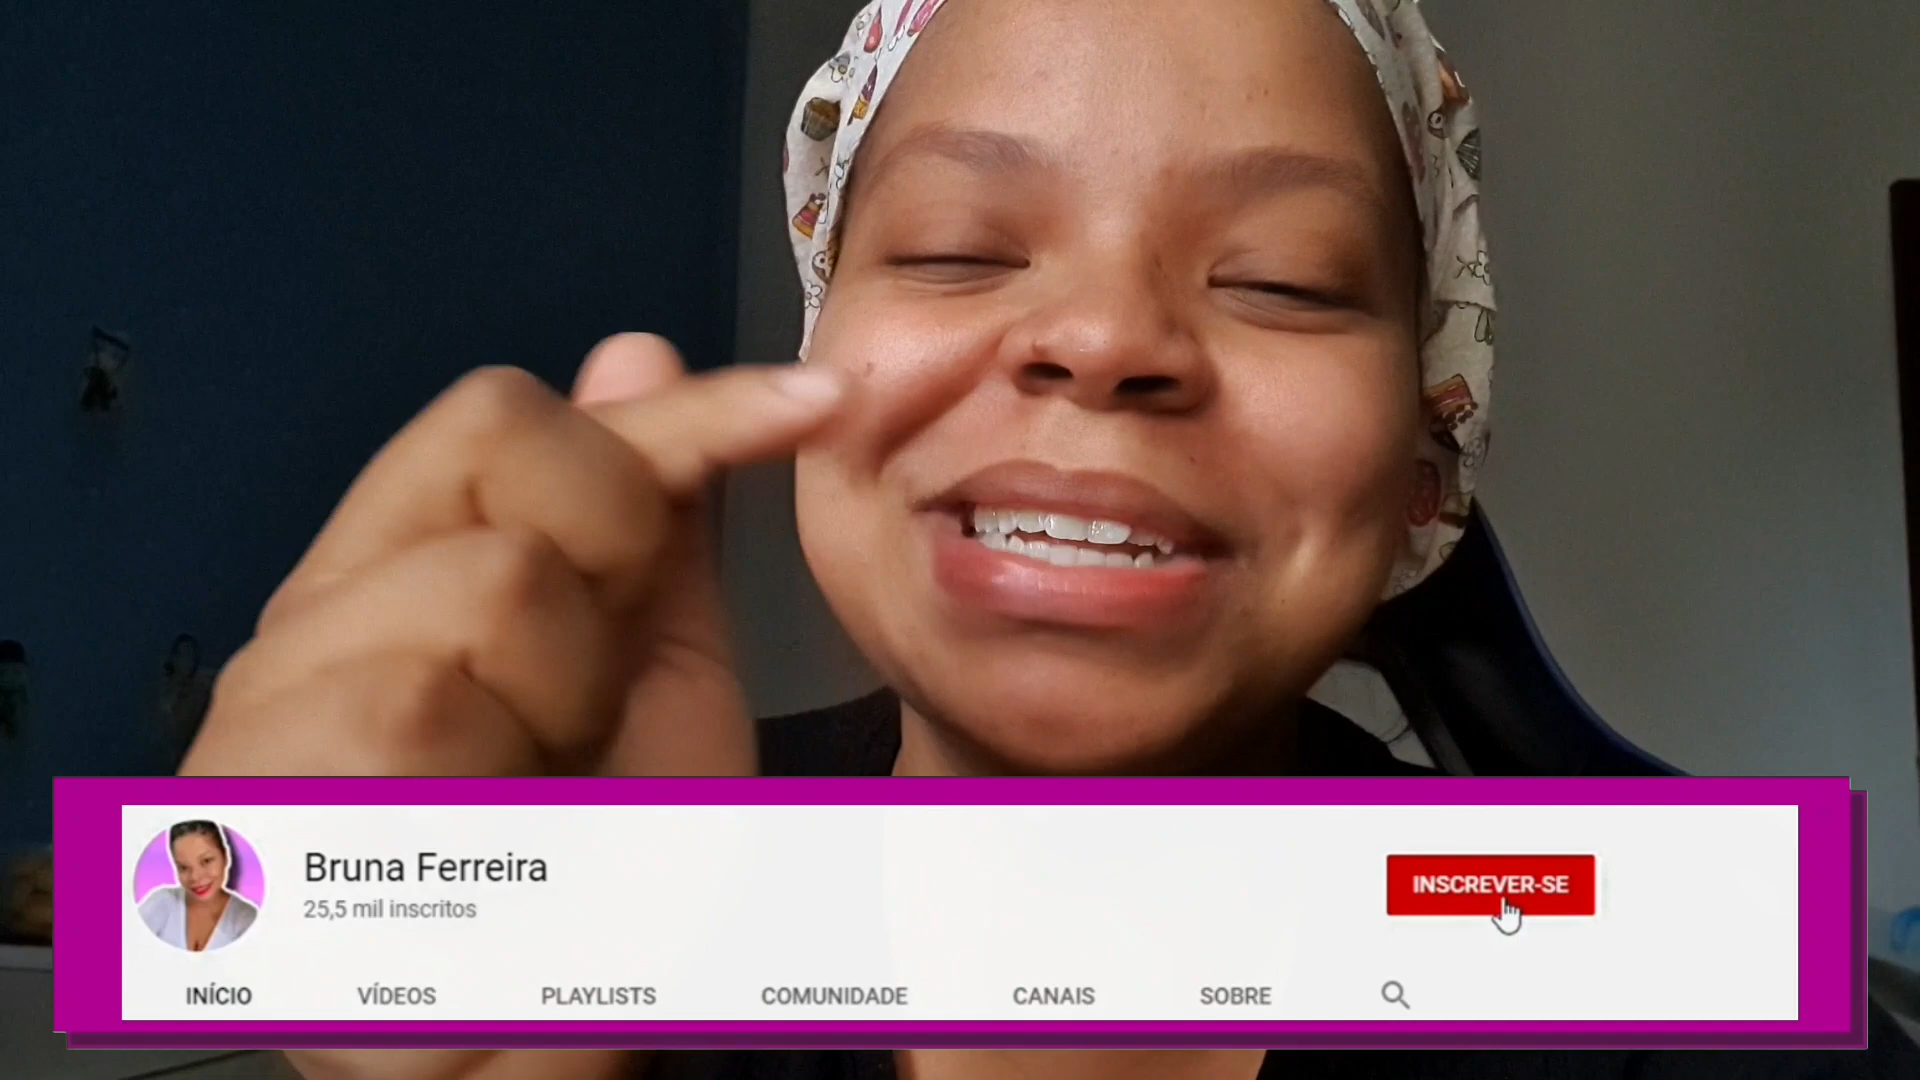 Bruna Ferreira
25,5 mil inscritos
INSCREVER-SE
INÍCIO VÍDEOS PLAYLISTS COMUNIDADE CANAIS SOBRE